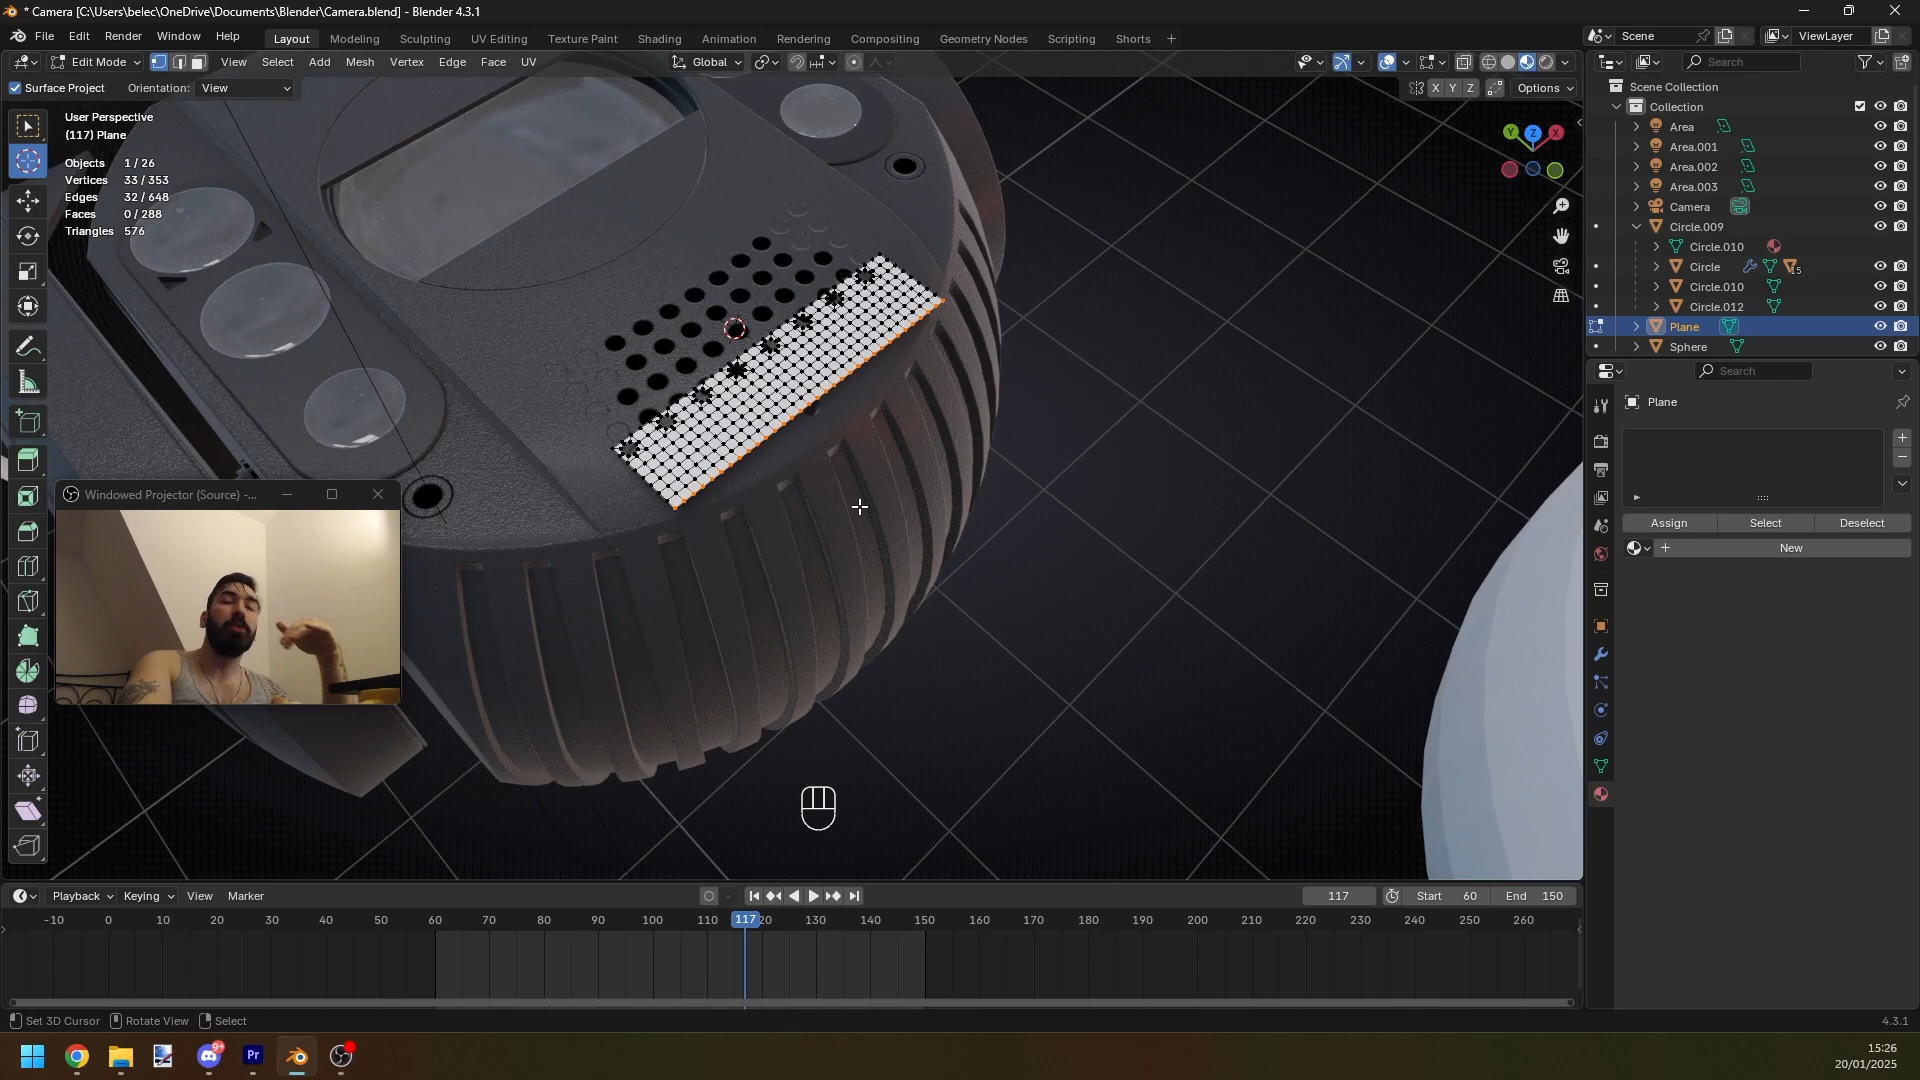 * Camera [C:\Users\belec\OneDrive\Documents\Blender\Camera.blend] - Blender 4.3.1
File Edit Render Window Help Layout Modeling Sculpting UV Editing Texture Paint Shading Animation Rendering Compositing Geometry Nodes Scripting Shorts + Scene ViewLayer
Edit Mode View Select Add Mesh Vertex Edge Face UV Global Search
Surface Project Orientation: View X Y Z Options
User Perspective
(117) Plane
Objects 1 / 26
Vertices 33 / 353
Edges 32 / 648
Faces 0 / 288
Triangles 576
Y Z X
Scene Collection
Collection
Area
Area.001
Area.002
Area.003
Camera
Circle.009
Circle.010
Circle 15
Circle.010
Circle.012
Plane
Sphere
Search
Plane
Assign Select Deselect
New
Windowed Projector (Source) -...
Playback Keying View Marker 117 Start 60 End 150
-10 0 10 20 30 40 50 60 70 80 90 100 110 117 20 130 140 150 160 170 180 190 200 210 220 230 240 250 260
Set 3D Cursor Rotate View Select 4.3.1
9+ Pr
15:26
20/01/2025